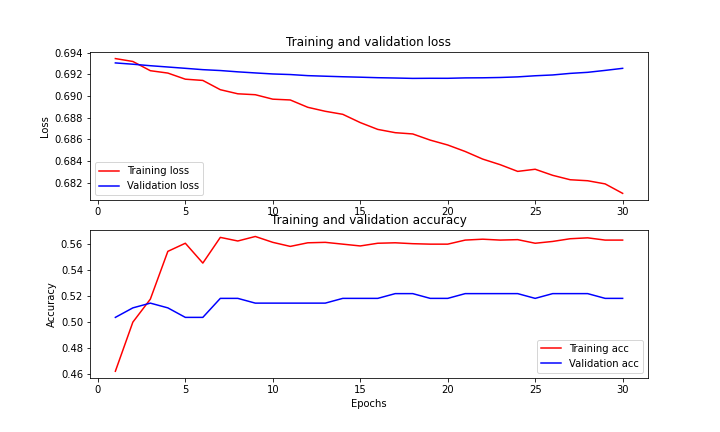 Training and validation loss
0.694
0.692
0.690
0.688
0.686
0.684
0.682
Loss
Training loss
Validation loss
0 5 10 15 20 25 30
Training and validation accuracy
0.56
0.54
0.52
0.50
0.48
0.46
Accuracy
Training acc
Validation acc
0 5 10 15 20 25 30
Epochs